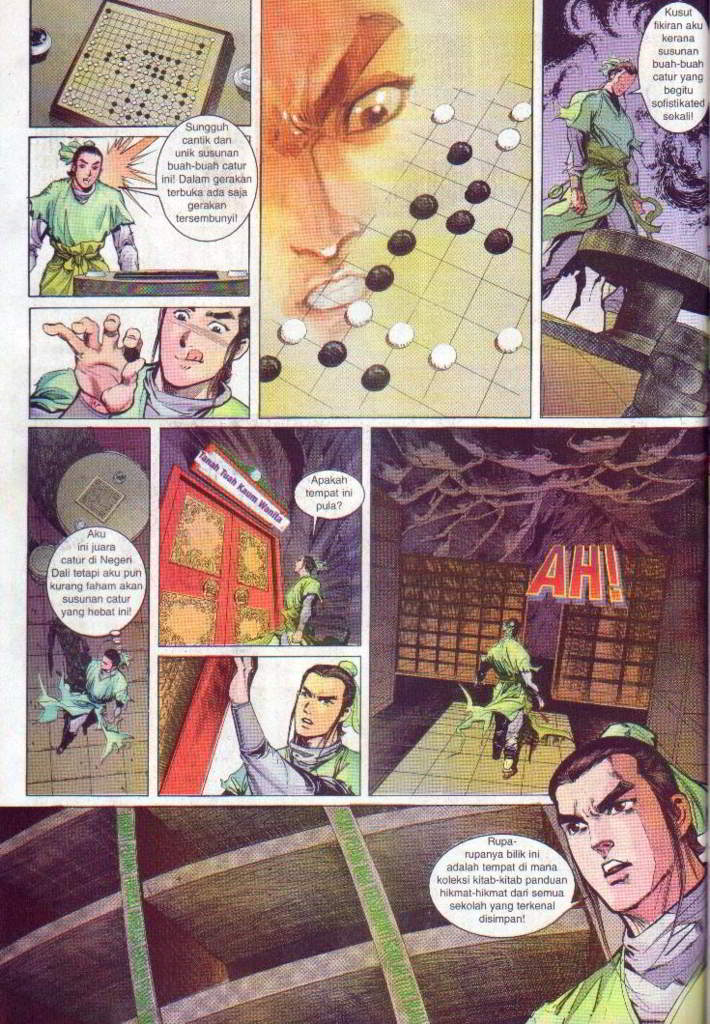 Sungguh
cantik dan
unik susunan
buah-buah catur
ini! Dalam gerakan
terbuka ada saja
gerakan
tersembunyi!
Kusut
fikiran aku
kerana
susunan
buah-buah
catur yang
begitu
sofistikated
sekali!
Aku
ini juara
catur di Negeri
Dali tetapi aku pun
kurang faham akan
susunan catur
yang hebat ini!
Tanah Tuah Kaum Wanita
Apakah
tempat ini
pula?
AH!
Rupa-
rupanya bilik ini
adalah tempat di mana
koleksi kitab-kitab panduan
hikmat-hikmat dari semua
sekolah yang terkenal
disimpan!